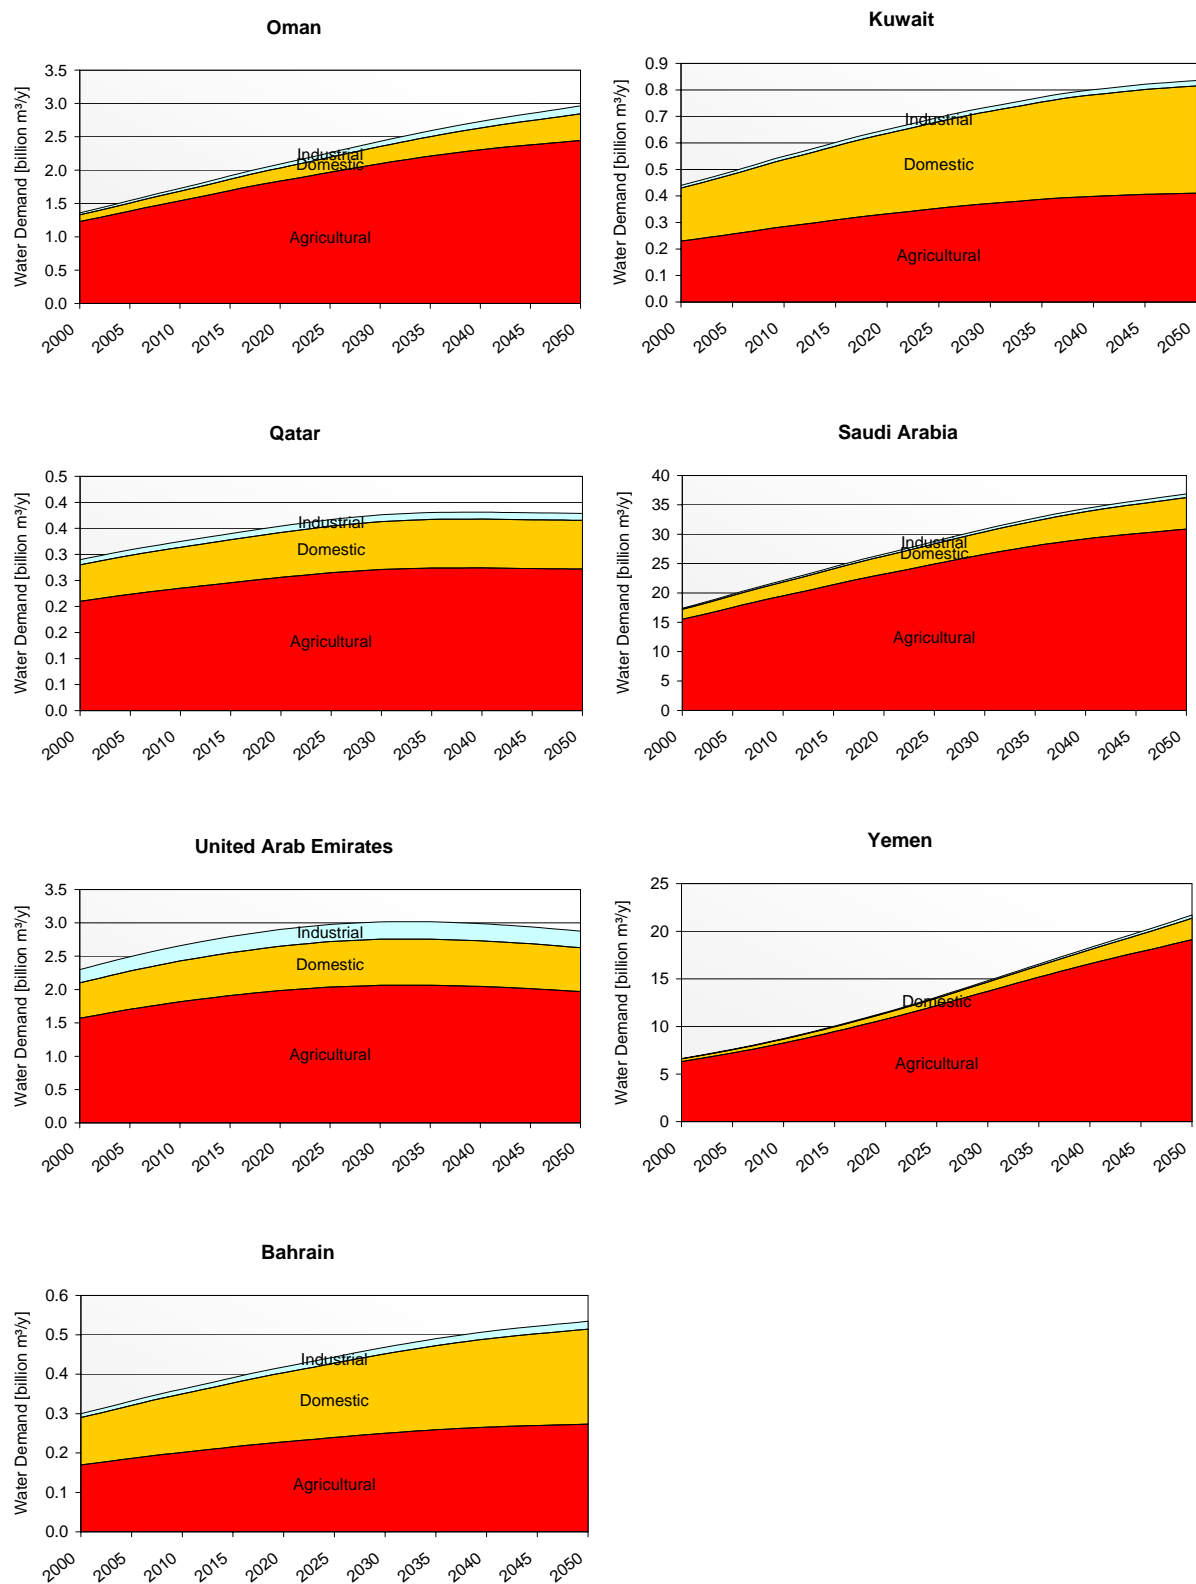 Oman
Water Demand [billion m³/y]
3.5
3.0
2.5
2.0
1.5
1.0
0.5
0.0
Industrial
Domestic
Agricultural
2000 2005 2010 2015 2020 2025 2030 2035 2040 2045 2050
Kuwait
Water Demand [billion m³/y]
0.9
0.8
0.7
0.6
0.5
0.4
0.3
0.2
0.1
0.0
Industrial
Domestic
Agricultural
2000 2005 2010 2015 2020 2025 2030 2035 2040 2045 2050
Qatar
Water Demand [billion m³/y]
0.5
0.4
0.4
0.3
0.3
0.2
0.2
0.1
0.1
0.0
Industrial
Domestic
Agricultural
2000 2005 2010 2015 2020 2025 2030 2035 2040 2045 2050
Saudi Arabia
Water Demand [billion m³/y]
40
35
30
25
20
15
10
5
0
Industrial
Domestic
Agricultural
2000 2005 2010 2015 2020 2025 2030 2035 2040 2045 2050
United Arab Emirates
Water Demand [billion m³/y]
3.5
3.0
2.5
2.0
1.5
1.0
0.5
0.0
Industrial
Domestic
Agricultural
2000 2005 2010 2015 2020 2025 2030 2035 2040 2045 2050
Yemen
Water Demand [billion m³/y]
25
20
15
10
5
0
Domestic
Agricultural
2000 2005 2010 2015 2020 2025 2030 2035 2040 2045 2050
Bahrain
Water Demand [billion m³/y]
0.6
0.5
0.4
0.3
0.2
0.1
0.0
Industrial
Domestic
Agricultural
2000 2005 2010 2015 2020 2025 2030 2035 2040 2045 2050